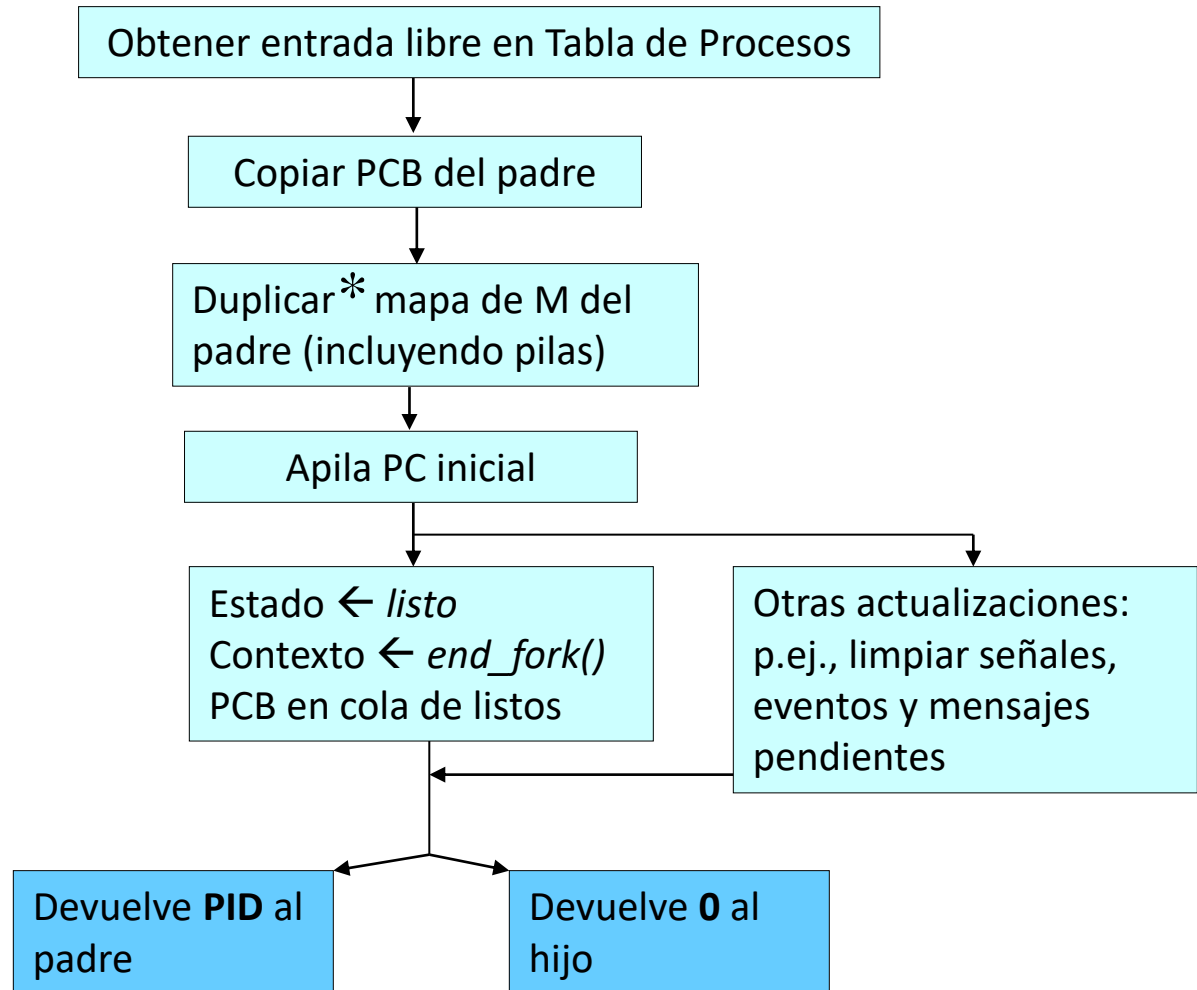 Obtener entrada libre en Tabla de Procesos
Copiar PCB del padre
Duplicar* mapa de M del
padre (incluyendo pilas)
Apila PC inicial
Estado ← listo
Contexto ← end_fork()
PCB en cola de listos
Otras actualizaciones:
p.ej., limpiar señales,
eventos y mensajes
pendientes
Devuelve PID al
padre
Devuelve 0 al
hijo